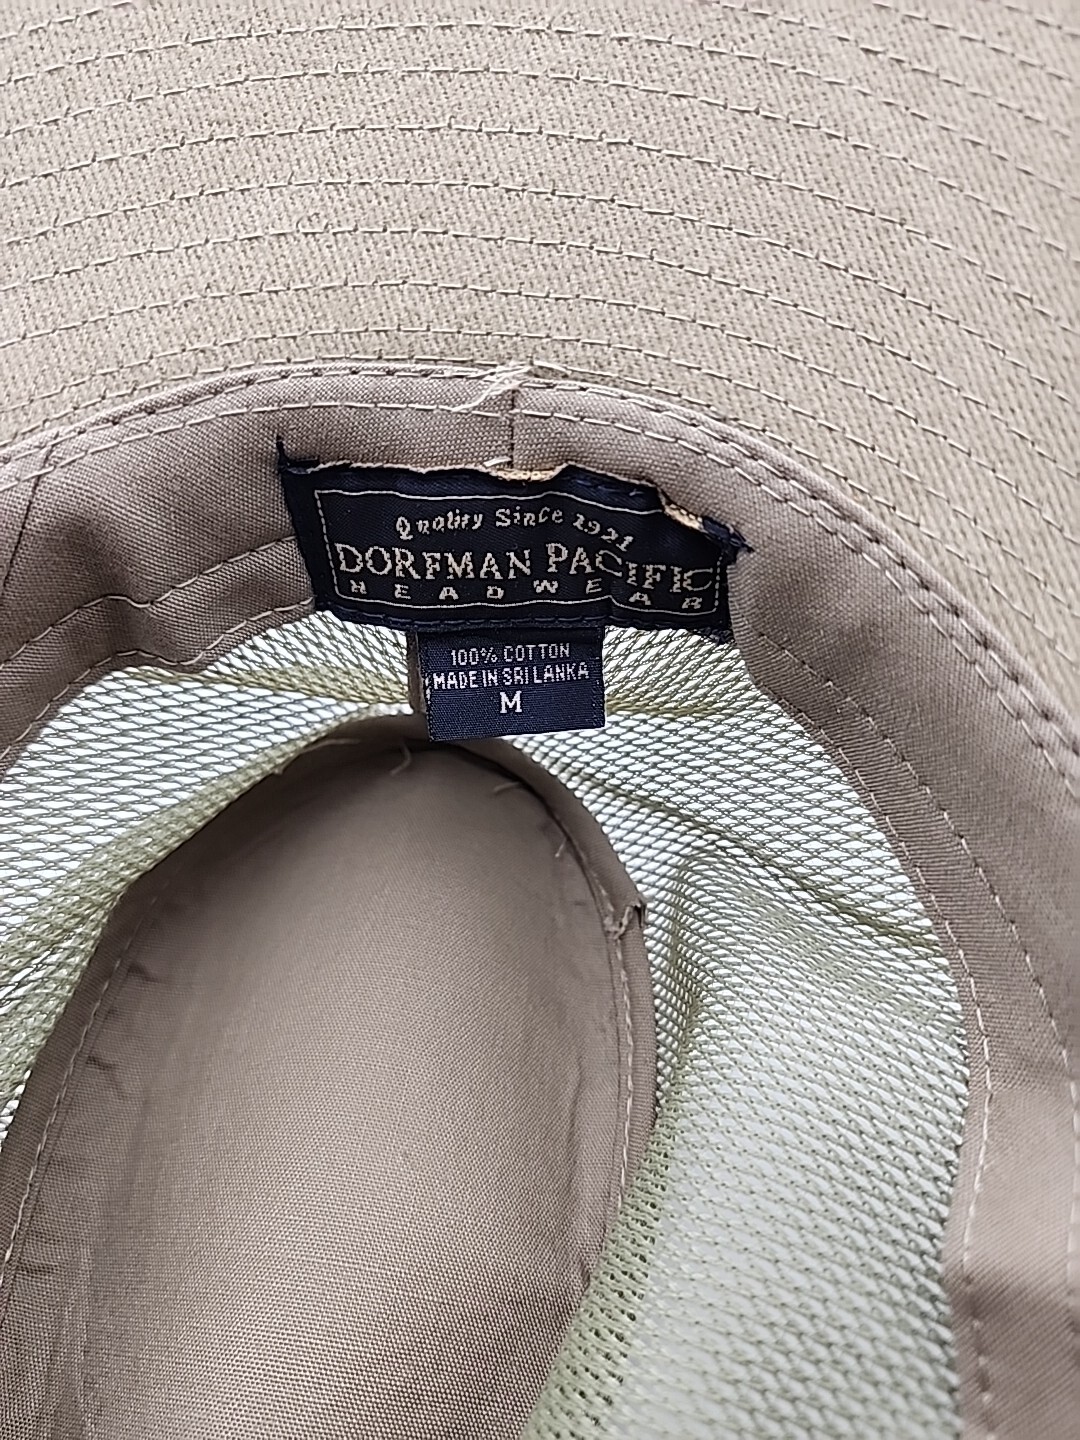 Quality Since 1921
DORFMAN PACIFIC
HEADWEAR
100% COTTON
MADE IN SRI LANKA
M